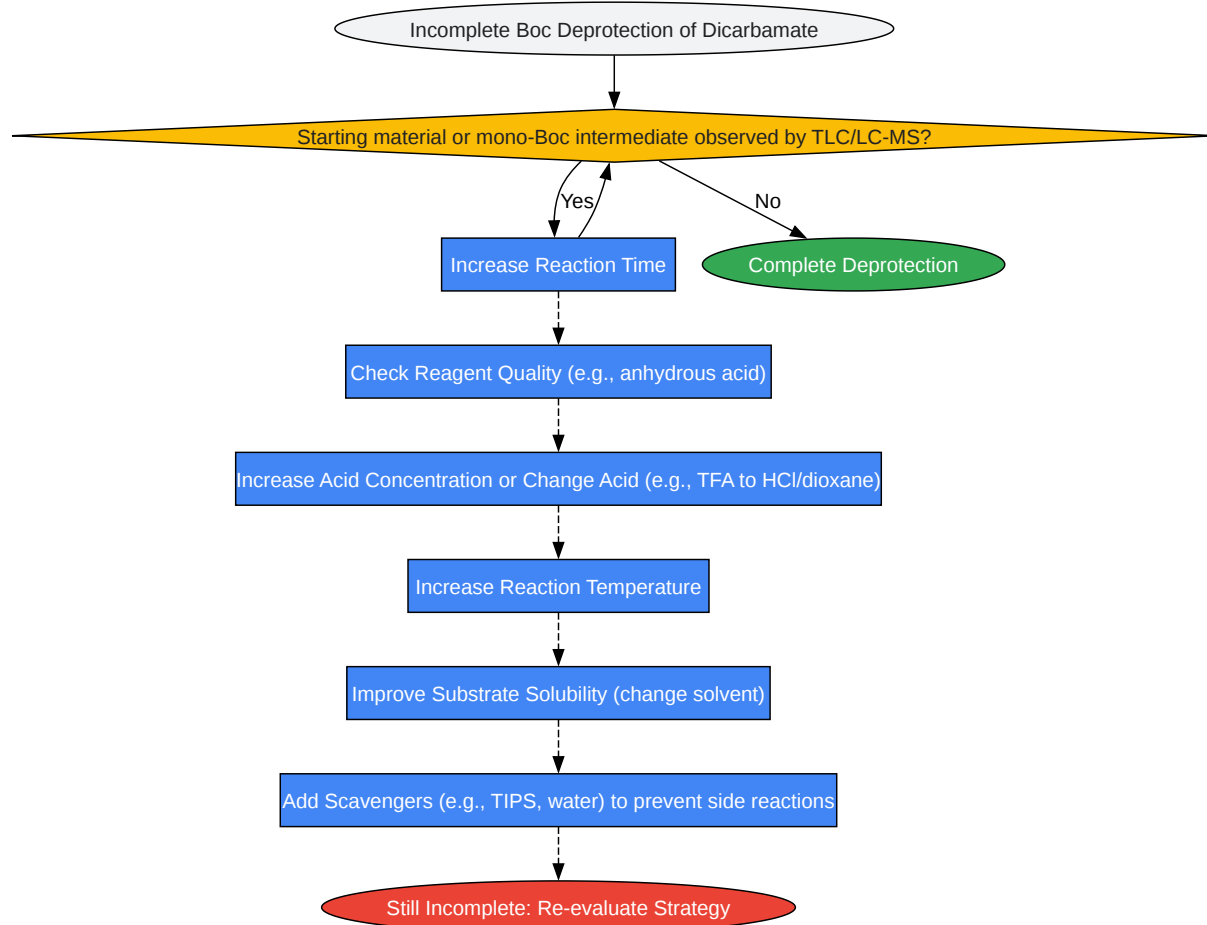 Incomplete Boc Deprotection of Dicarbamate
Starting material or mono-Boc intermediate observed by TLC/LC-MS?
Yes
No
Increase Reaction Time
Complete Deprotection
Check Reagent Quality (e.g., anhydrous acid)
Increase Acid Concentration or Change Acid (e.g., TFA to HCl/dioxane)
Increase Reaction Temperature
Improve Substrate Solubility (change solvent)
Add Scavengers (e.g., TIPS, water) to prevent side reactions
Still Incomplete: Re-evaluate Strategy